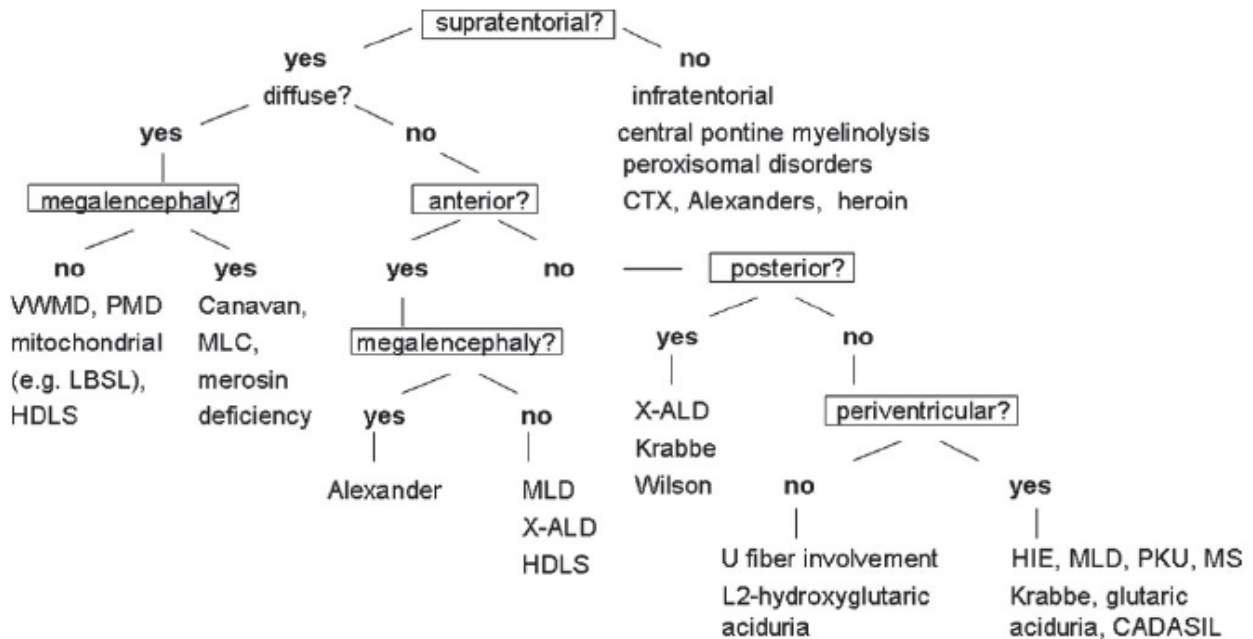 supratentorial?
yes
no
diffuse?
infratentorial
yes
no
central pontine myelinolysis
peroxisomal disorders
megalencephaly?
anterior?
CTX, Alexanders, heroin
no
yes
yes
no
posterior?
VWMD, PMD
mitochondrial
(e.g. LBSL),
HDLS
Canavan,
MLC,
merosin
deficiency
megalencephaly?
yes
no
yes
no
Alexander
MLD
X-ALD
HDLS
X-ALD
Krabbe
Wilson
periventricular?
no
yes
U fiber involvement
L2-hydroxyglutaric
aciduria
HIE, MLD, PKU, MS
Krabbe, glutaric
aciduria, CADASIL